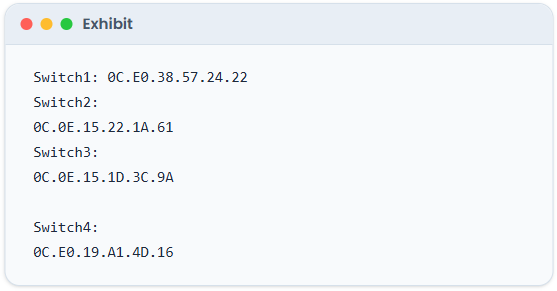 Exhibit
Switch1: 0C.E0.38.57.24.22
Switch2:
0C.0E.15.22.1A.61
Switch3:
0C.0E.15.1D.3C.9A
Switch4:
0C.E0.19.A1.4D.16